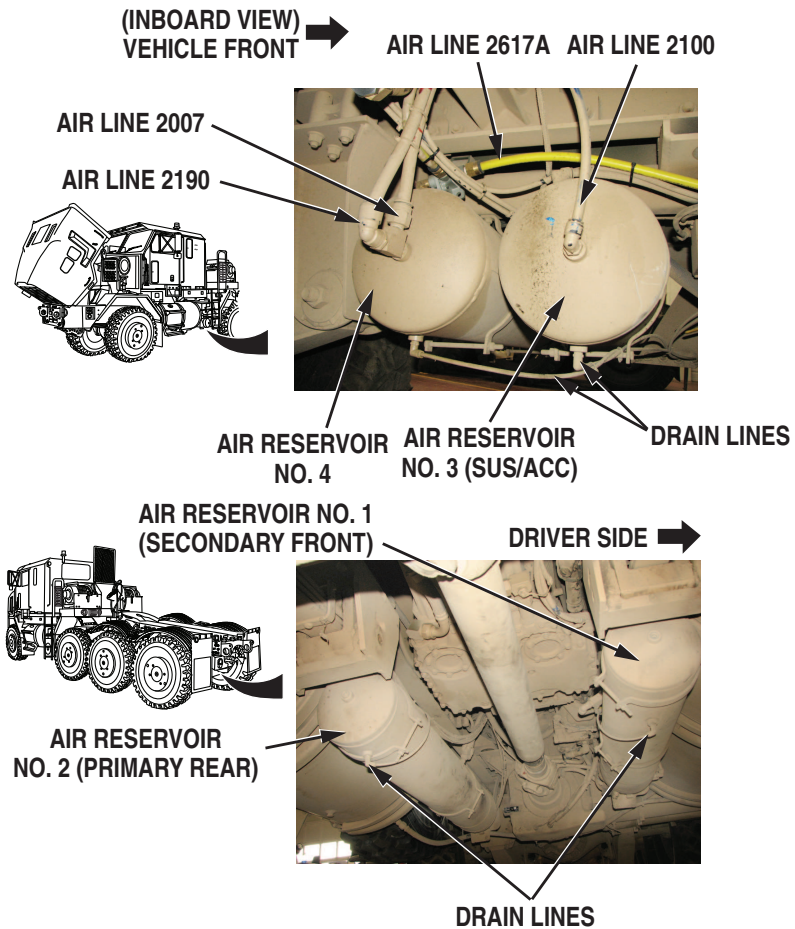 (INBOARD VIEW)
VEHICLE FRONT
AIR LINE 2617A
AIR LINE 2100
AIR LINE 2007
AIR LINE 2190
AIR RESERVOIR
NO. 4
AIR RESERVOIR
NO. 3 (SUS/ACC)
DRAIN LINES
AIR RESERVOIR NO. 1
(SECONDARY FRONT)
DRIVER SIDE
AIR RESERVOIR
NO. 2 (PRIMARY REAR)
DRAIN LINES